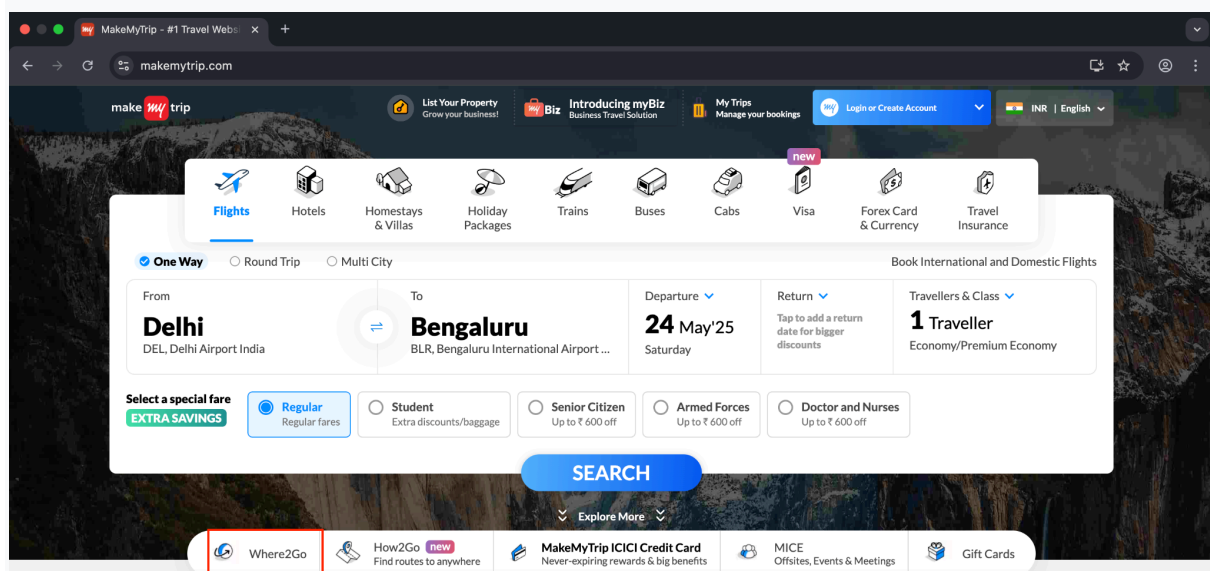 MakeMyTrip - #1 Travel Websi
makemytrip.com
make my trip
List Your Property
Grow your business!
my Biz
Introducing myBiz
Business Travel Solution
My Trips
Manage your bookings
my
Login or Create Account
INR | English
new
Flights
Hotels
Homestays
& Villas
Holiday
Packages
Trains
Buses
Cabs
Visa
Forex Card
& Currency
Travel
Insurance
One Way
Round Trip
Multi City
Book International and Domestic Flights
From
Delhi
DEL, Delhi Airport India
To
Bengaluru
BLR, Bengaluru International Airport ...
Departure
24 May'25
Saturday
Return
Tap to add a return
date for bigger
discounts
Travellers & Class
1 Traveller
Economy/Premium Economy
Select a special fare
EXTRA SAVINGS
Regular
Regular fares
Student
Extra discounts/baggage
Senior Citizen
Up to ₹ 600 off
Armed Forces
Up to ₹ 600 off
Doctor and Nurses
Up to ₹ 600 off
SEARCH
Explore More
Where2Go
How2Go new
Find routes to anywhere
MakeMyTrip ICICI Credit Card
Never-expiring rewards & big benefits
MICE
Offsites, Events & Meetings
Gift Cards